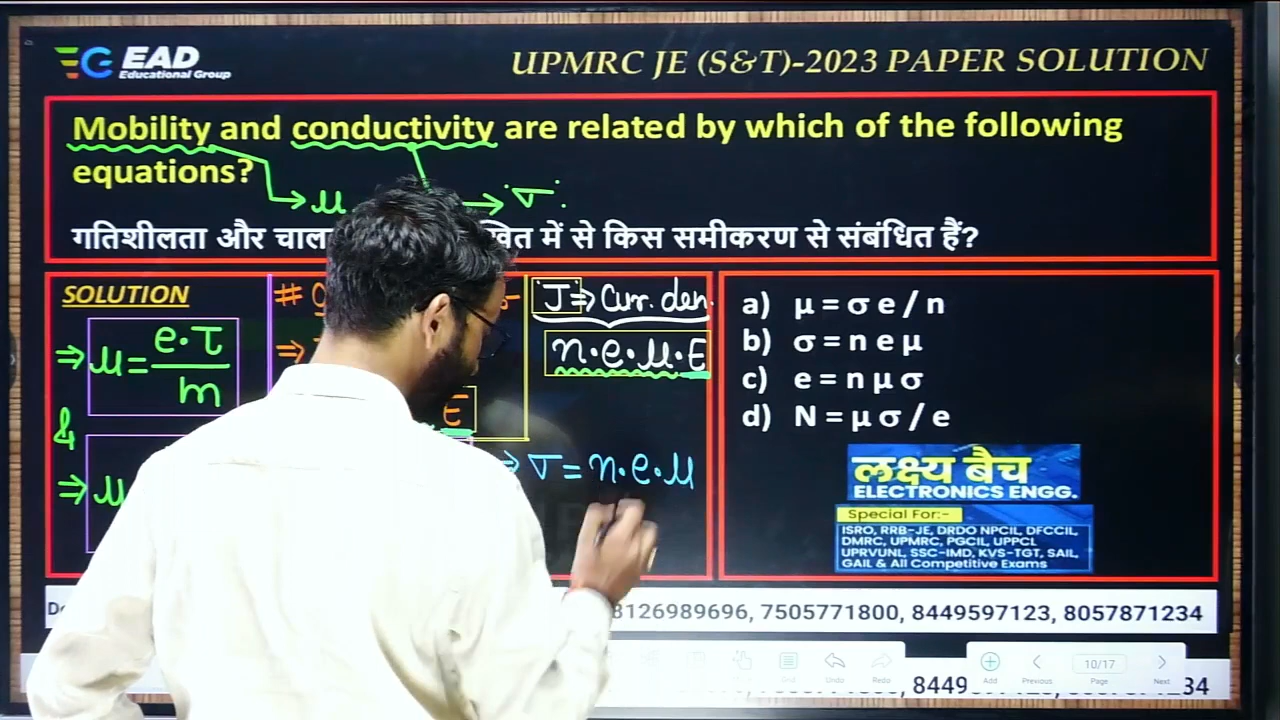 EAD
Educational Group
UPMRC JE (S&T)-2023 PAPER SOLUTION
Mobility and conductivity are related by which of the following
equations?
→ μ → σ
गतिशीलता और में से किस समीकरण से संबंधित हैं?
SOLUTION
⇒ μ = e·τ / m
&
⇒ μ
#
⇒
E
J ⇒ Curr. den.
n·e·μ·E
⇒ σ = n·e·μ
a) μ = σ e / n
b) σ = n e μ
c) e = n μ σ
d) N = μ σ / e
लक्ष्य बैच
ELECTRONICS ENGG.
Special For:-
ISRO, RRB-JE, DRDO NPCIL, DFCCIL,
DMRC, UPMRC, PGCIL, UPPCL
UPRVUNL, SSC-IMD, KVS-TGT, SAIL,
GAIL & All Competitive Exams
8126989696, 7505771800, 8449597123, 8057871234
Undo Redo Add Previous 10/17 Page Next